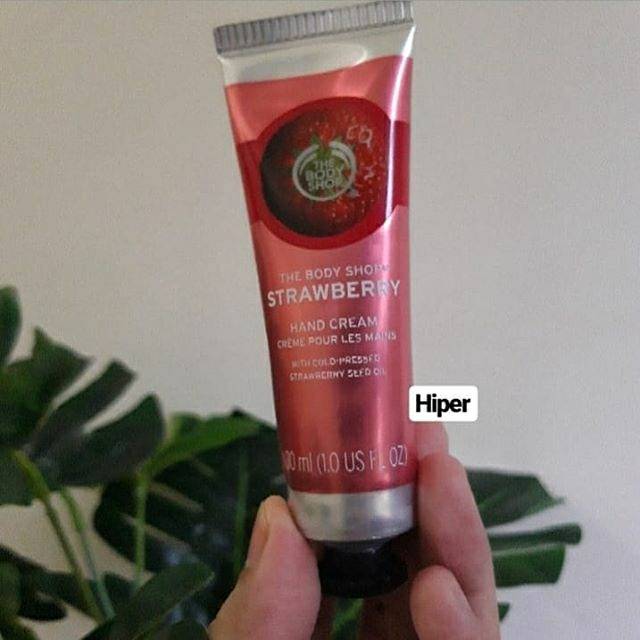 THE
BODY
SHOP
THE BODY SHOP
STRAWBERRY
HAND CREAM
CRÈME POUR LES MAINS
WITH COLD-PRESSED
STRAWBERRY SEED OIL
Hiper
30 ml (1.0 US FL OZ)